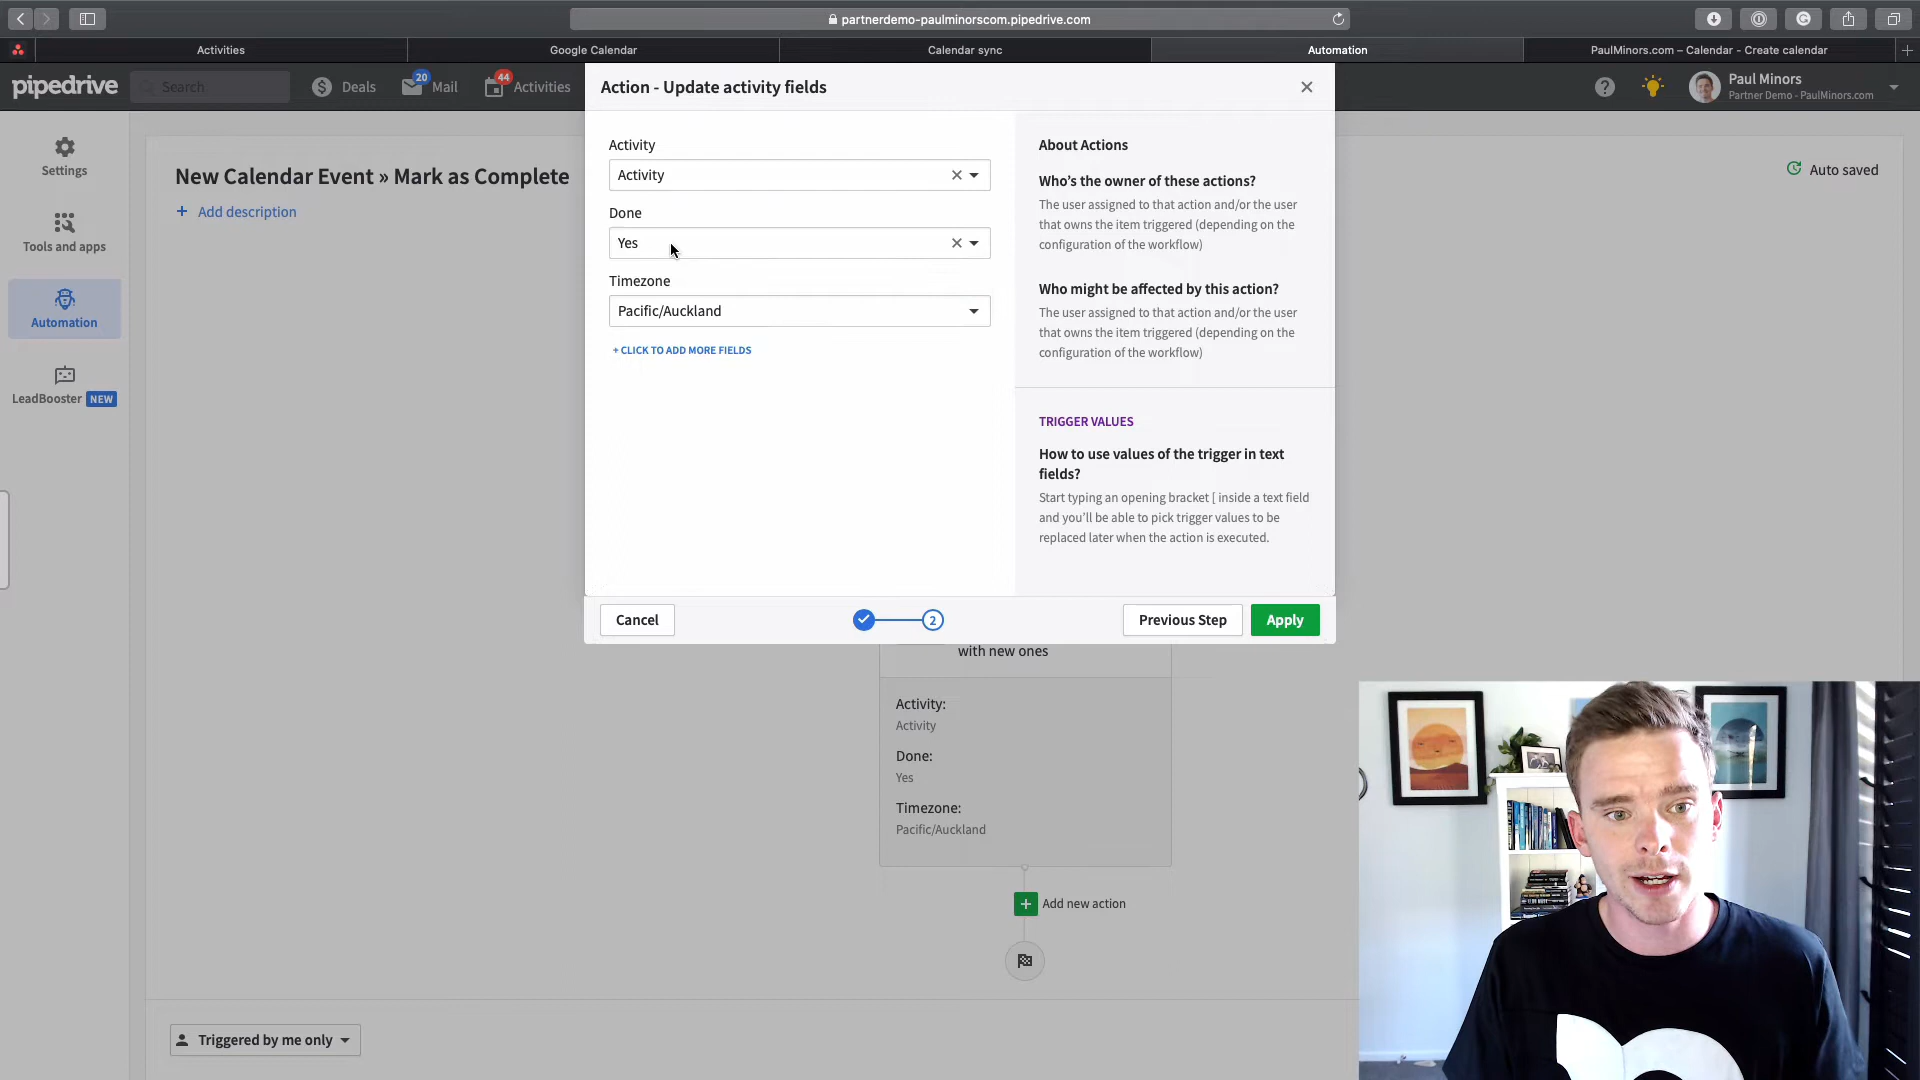 partnerdemo-paulminorscom.pipedrive.com
Activities
Google Calendar
Calendar sync
Automation
PaulMinors.com – Calendar - Create calendar
pipedrive
Search
Deals
20
Mail
44
Activities
Paul Minors
Partner Demo - PaulMinors.com
Settings
Tools and apps
Automation
LeadBooster NEW
New Calendar Event » Mark as Complete
+ Add description
Auto saved
Action - Update activity fields
Activity
Activity
Done
Yes
Timezone
Pacific/Auckland
+ CLICK TO ADD MORE FIELDS
About Actions
Who’s the owner of these actions?
The user assigned to that action and/or the user
that owns the item triggered (depending on the
configuration of the workflow)
Who might be affected by this action?
The user assigned to that action and/or the user
that owns the item triggered (depending on the
configuration of the workflow)
TRIGGER VALUES
How to use values of the trigger in text
fields?
Start typing an opening bracket [ inside a text field
and you’ll be able to pick trigger values to be
replaced later when the action is executed.
Cancel
2
Previous Step
Apply
with new ones
Activity:
Activity
Done:
Yes
Timezone:
Pacific/Auckland
Add new action
Triggered by me only